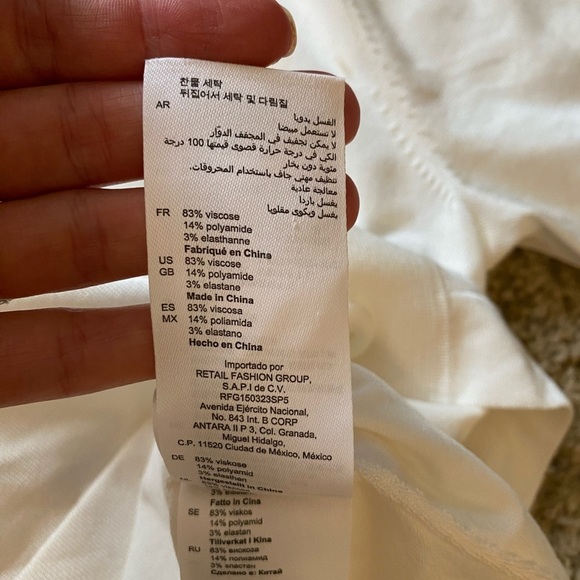 찬물 세탁
뒤집어서 세탁 및 다림질
AR
الغسل يدويا
لا تستعمل مبيضا
لا يمكن تجفيف في المجفف الدوّار
الكي في درجة حرارة قصوى قيمتها 100 درجة
مئوية دون بخار
تنظيف مهني جاف باستخدام المحروقات.
معالجة عادية
يغسل باردا
يغسل ويكوى مقلوبا
FR 83% viscose
14% polyamide
3% elasthanne
Fabriqué en Chine
US 83% viscose
GB 14% polyamide
3% elastane
Made in China
ES 83% viscosa
MX 14% poliamida
3% elastano
Hecho en China
Importado por
RETAIL FASHION GROUP,
S.A.P.I de C.V.
RFG150323SP5
Avenida Ejército Nacional,
No. 843 Int. B CORP
ANTARA II P 3, Col. Granada,
Miguel Hidalgo,
C.P. 11520 Ciudad de México, México
DE 83% viskose
14% polyamid
3% elasthan
Hergestellt in China
Fatto in Cina
SE 83% viskos
14% polyamid
3% elastan
Tillverkat i Kina
RU 83% вискоза
14% полиамид
3% эластан
Сделано в: Китай